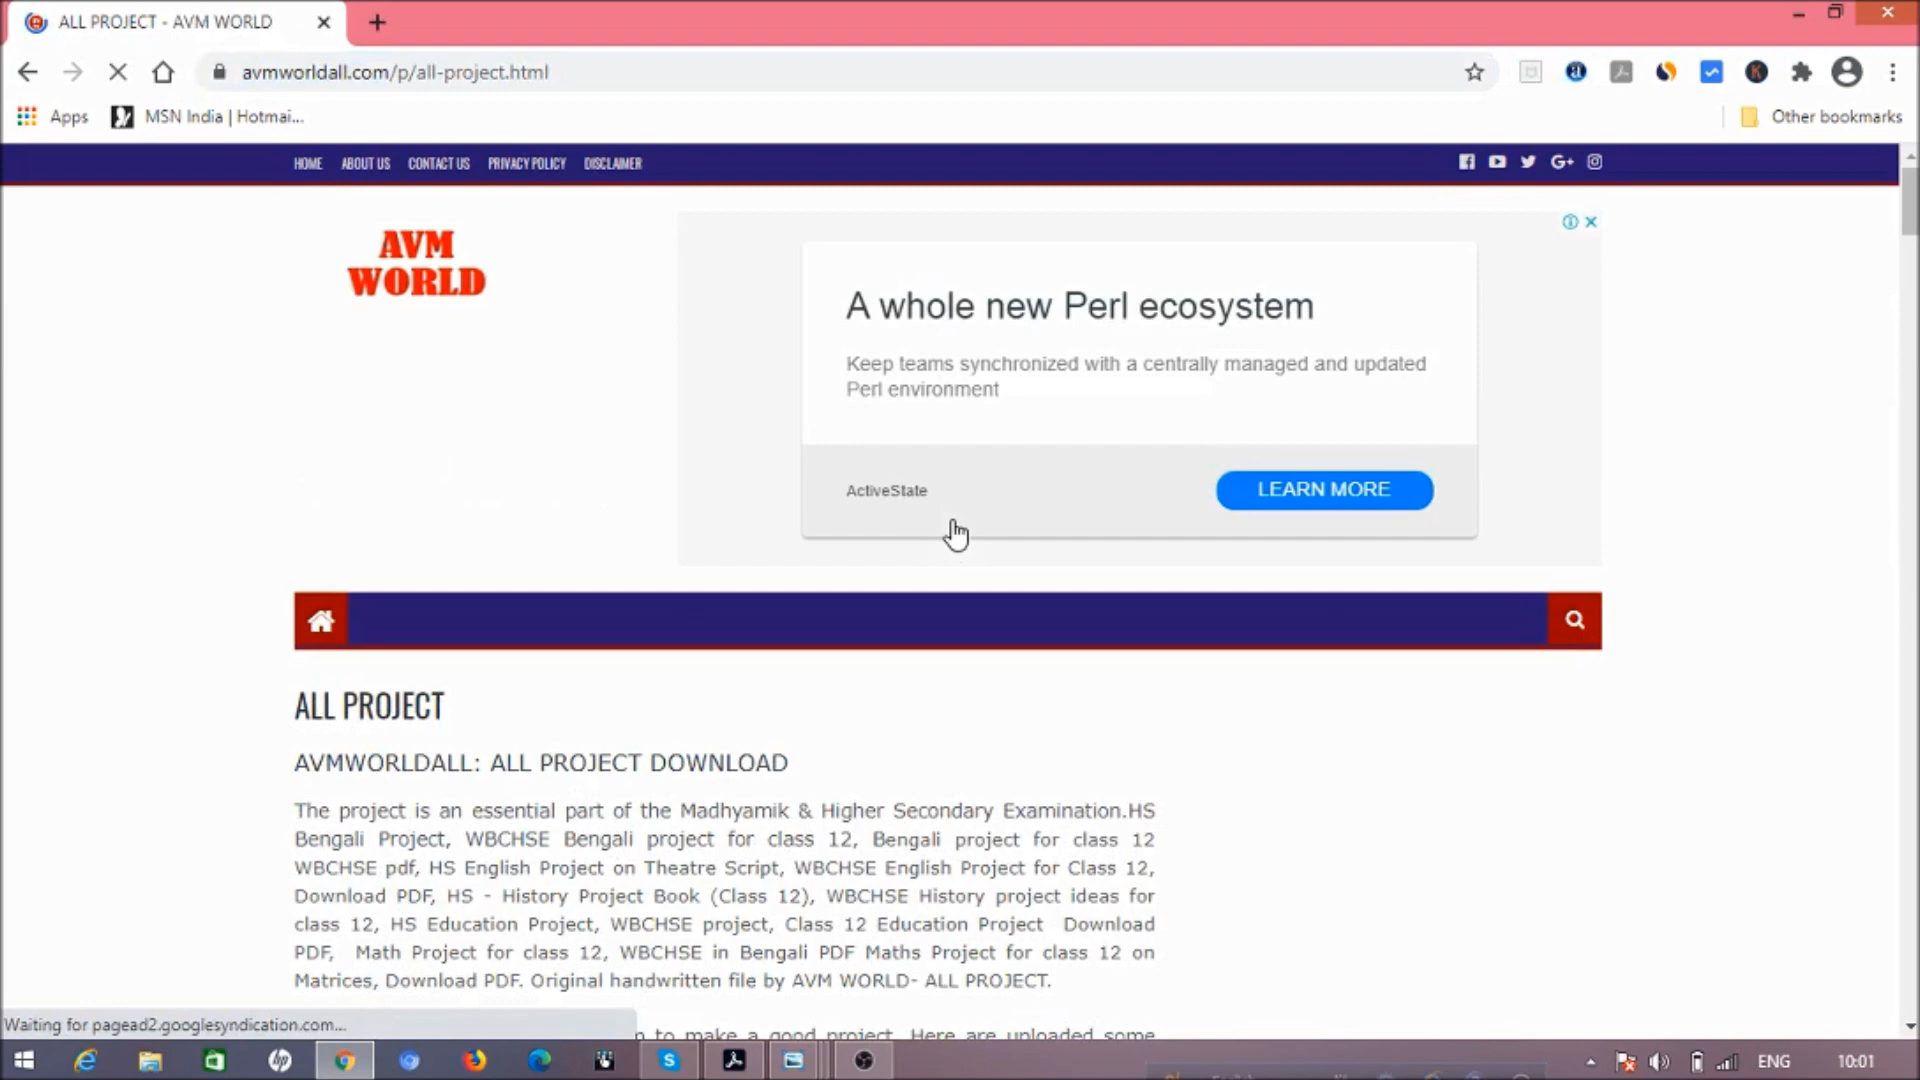 ALL PROJECT - AVM WORLD
avmworldall.com/p/all-project.html
Apps MSN India | Hotmai... Other bookmarks
HOME ABOUT US CONTACT US PRIVACY POLICY DISCLAIMER
AVM
WORLD
A whole new Perl ecosystem
Keep teams synchronized with a centrally managed and updated
Perl environment
ActiveState LEARN MORE
ALL PROJECT
AVMWORLDALL: ALL PROJECT DOWNLOAD
The project is an essential part of the Madhyamik & Higher Secondary Examination.HS
Bengali Project, WBCHSE Bengali project for class 12, Bengali project for class 12
WBCHSE pdf, HS English Project on Theatre Script, WBCHSE English Project for Class 12,
Download PDF, HS - History Project Book (Class 12), WBCHSE History project ideas for
class 12, HS Education Project, WBCHSE project, Class 12 Education Project Download
PDF, Math Project for class 12, WBCHSE in Bengali PDF Maths Project for class 12 on
Matrices, Download PDF. Original handwritten file by AVM WORLD- ALL PROJECT.
to make a good project. Here are uploaded some
Waiting for pagead2.googlesyndication.com...
ENG 10:01